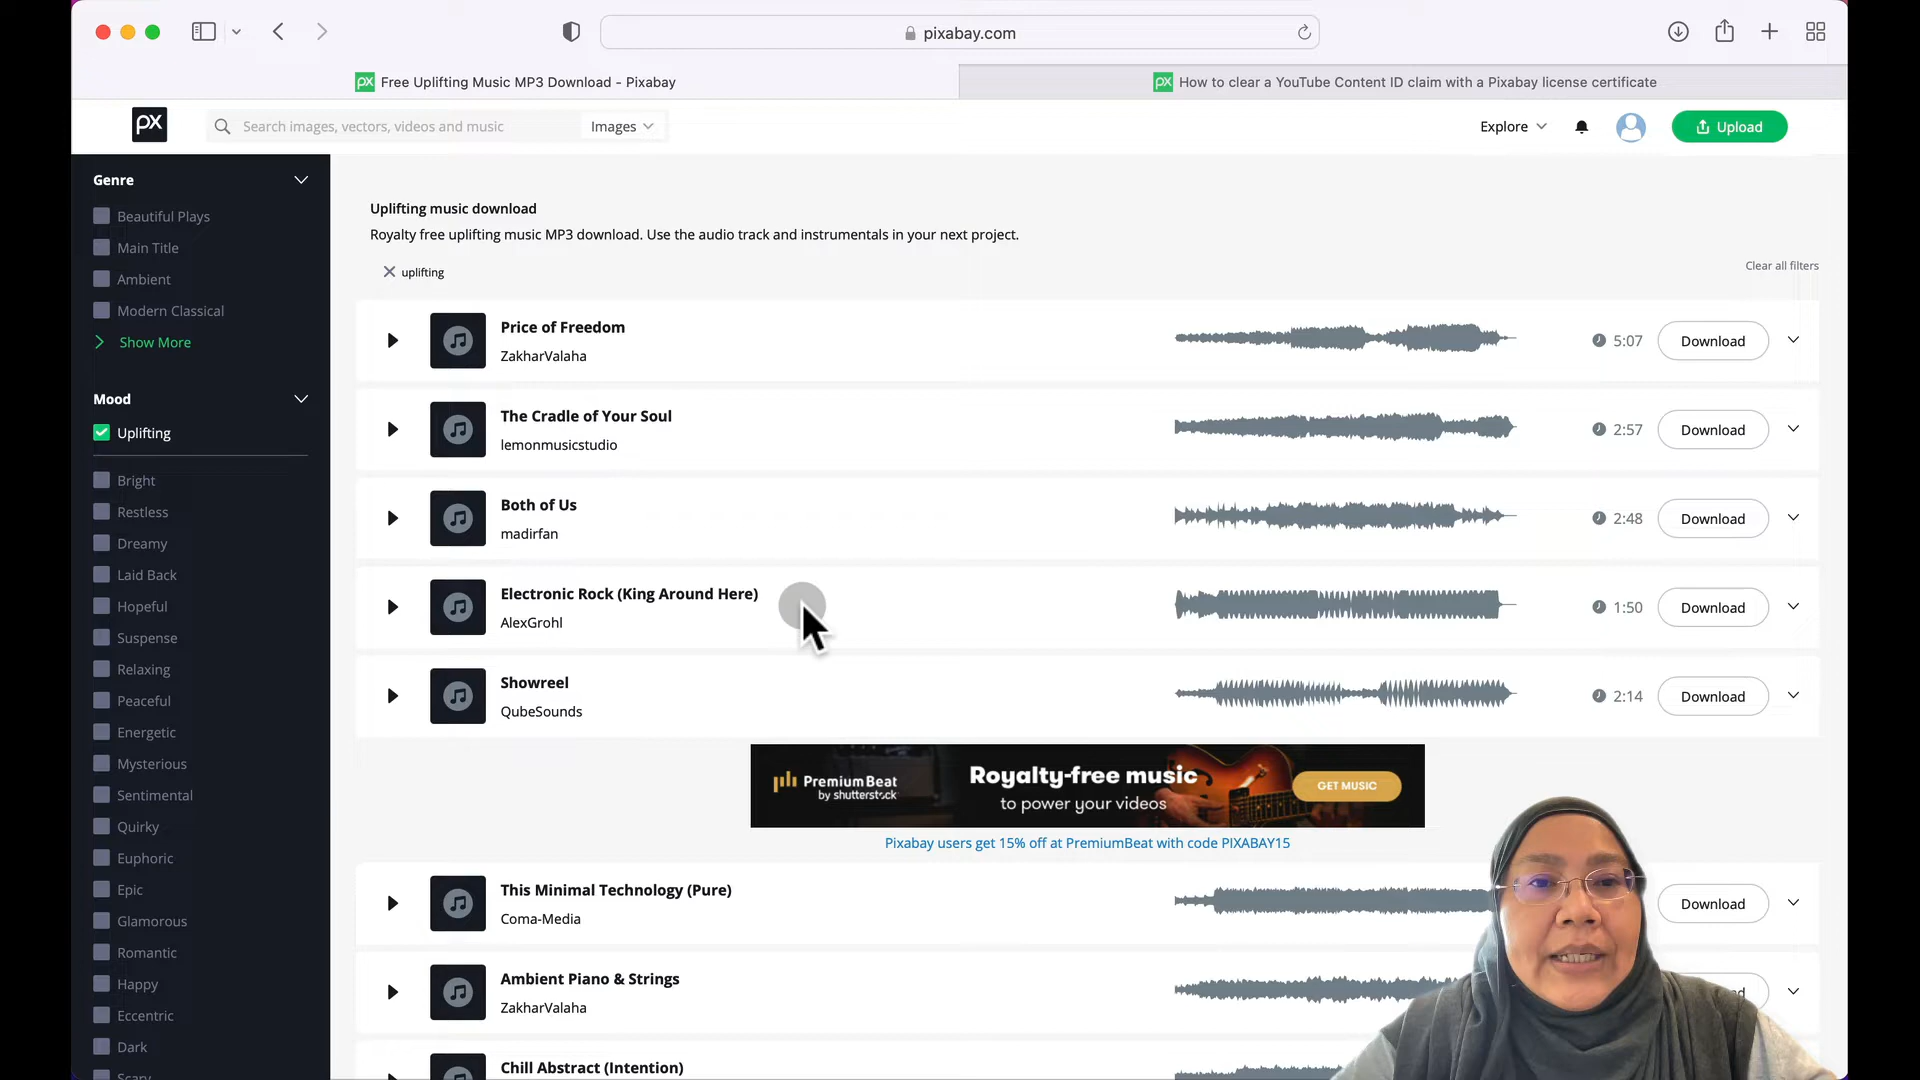 pixabay.com
px Free Uplifting Music MP3 Download - Pixabay
px How to clear a YouTube Content ID claim with a Pixabay license certificate
px
Search images, vectors, videos and music
Images
Explore
Upload
Genre
Beautiful Plays
Main Title
Ambient
Modern Classical
Show More
Mood
Uplifting
Bright
Restless
Dreamy
Laid Back
Hopeful
Suspense
Relaxing
Peaceful
Energetic
Mysterious
Sentimental
Quirky
Euphoric
Epic
Glamorous
Romantic
Happy
Eccentric
Dark
Scary
Uplifting music download
Royalty free uplifting music MP3 download. Use the audio track and instrumentals in your next project.
uplifting
Clear all filters
Price of Freedom
ZakharValaha
5:07
Download
The Cradle of Your Soul
lemonmusicstudio
2:57
Download
Both of Us
madirfan
2:48
Download
Electronic Rock (King Around Here)
AlexGrohl
1:50
Download
Showreel
QubeSounds
2:14
Download
PremiumBeat
by shutterstock
Royalty-free music
to power your videos
GET MUSIC
Pixabay users get 15% off at PremiumBeat with code PIXABAY15
This Minimal Technology (Pure)
Coma-Media
Download
Ambient Piano & Strings
ZakharValaha
Chill Abstract (Intention)